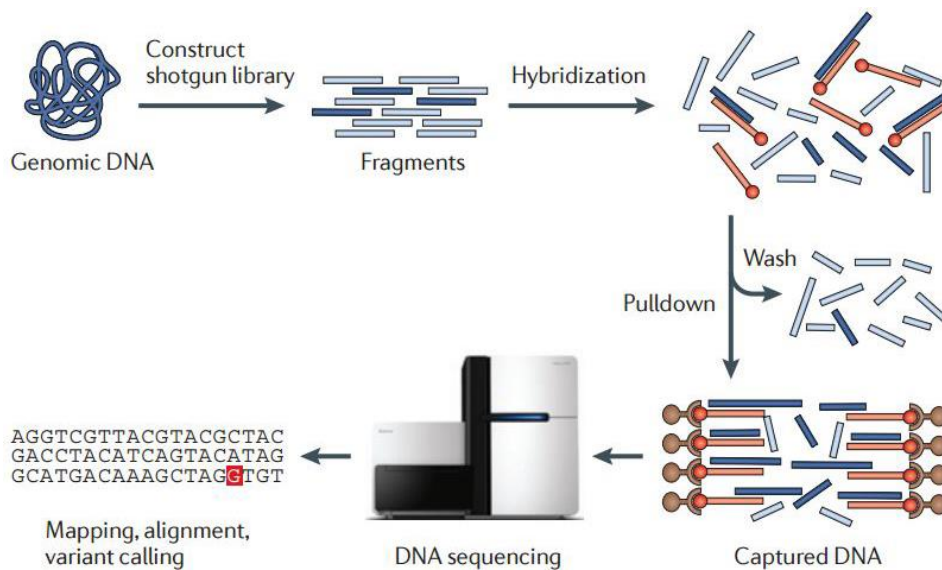 Construct
shotgun library
Hybridization
Genomic DNA
Fragments
Wash
Pulldown
AGGTCGTTACGTACGCTAC
GACCTACATCAGTACATAG
GCATGACAAAGCTAGGTGT
Mapping, alignment,
variant calling
DNA sequencing
Captured DNA